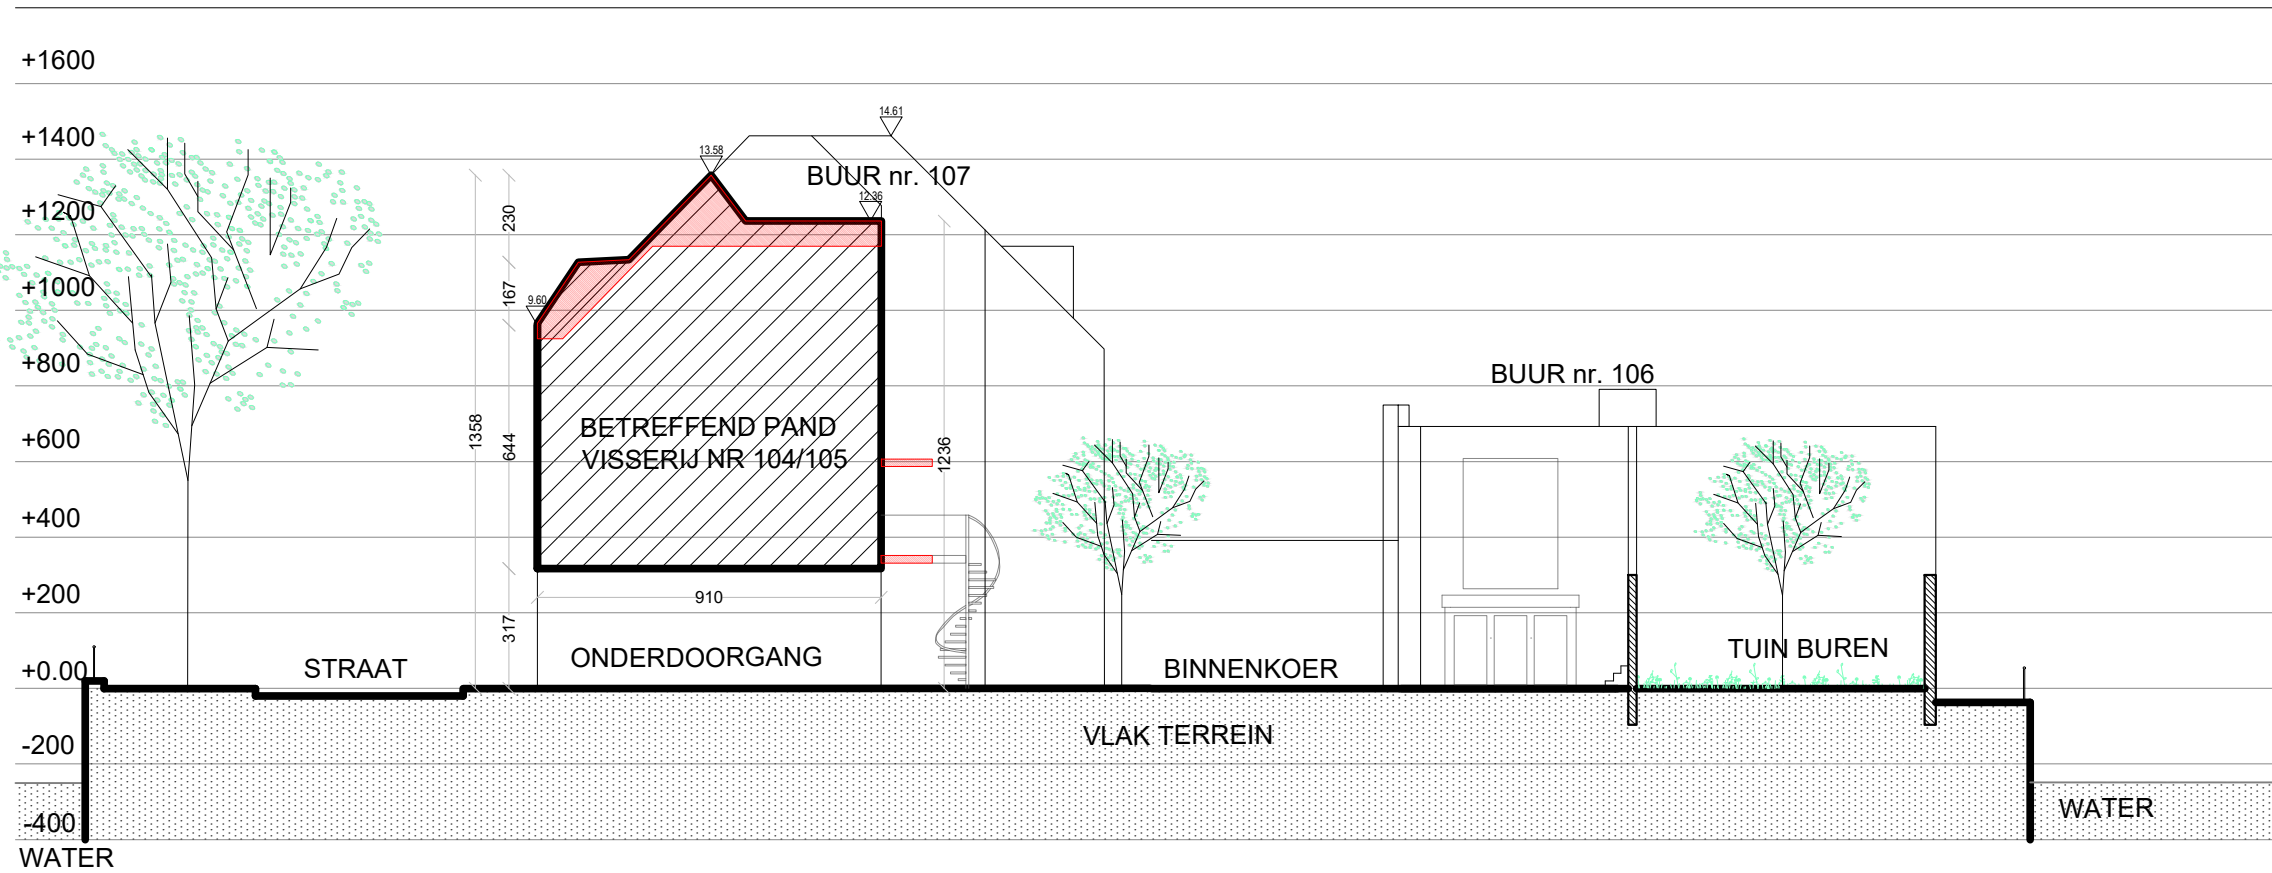 +1600
+1400
+1200
+1000
+800
+600
+400
+200
+0.00
-200
-400
14.61
13.58
BUUR nr. 107
12.36
9.60
230
167
1358
644
1236
317
910
BETREFFEND PAND
VISSERIJ NR 104/105
BUUR nr. 106
STRAAT
ONDERDOORGANG
BINNENKOER
TUIN BUREN
VLAK TERREIN
WATER
WATER